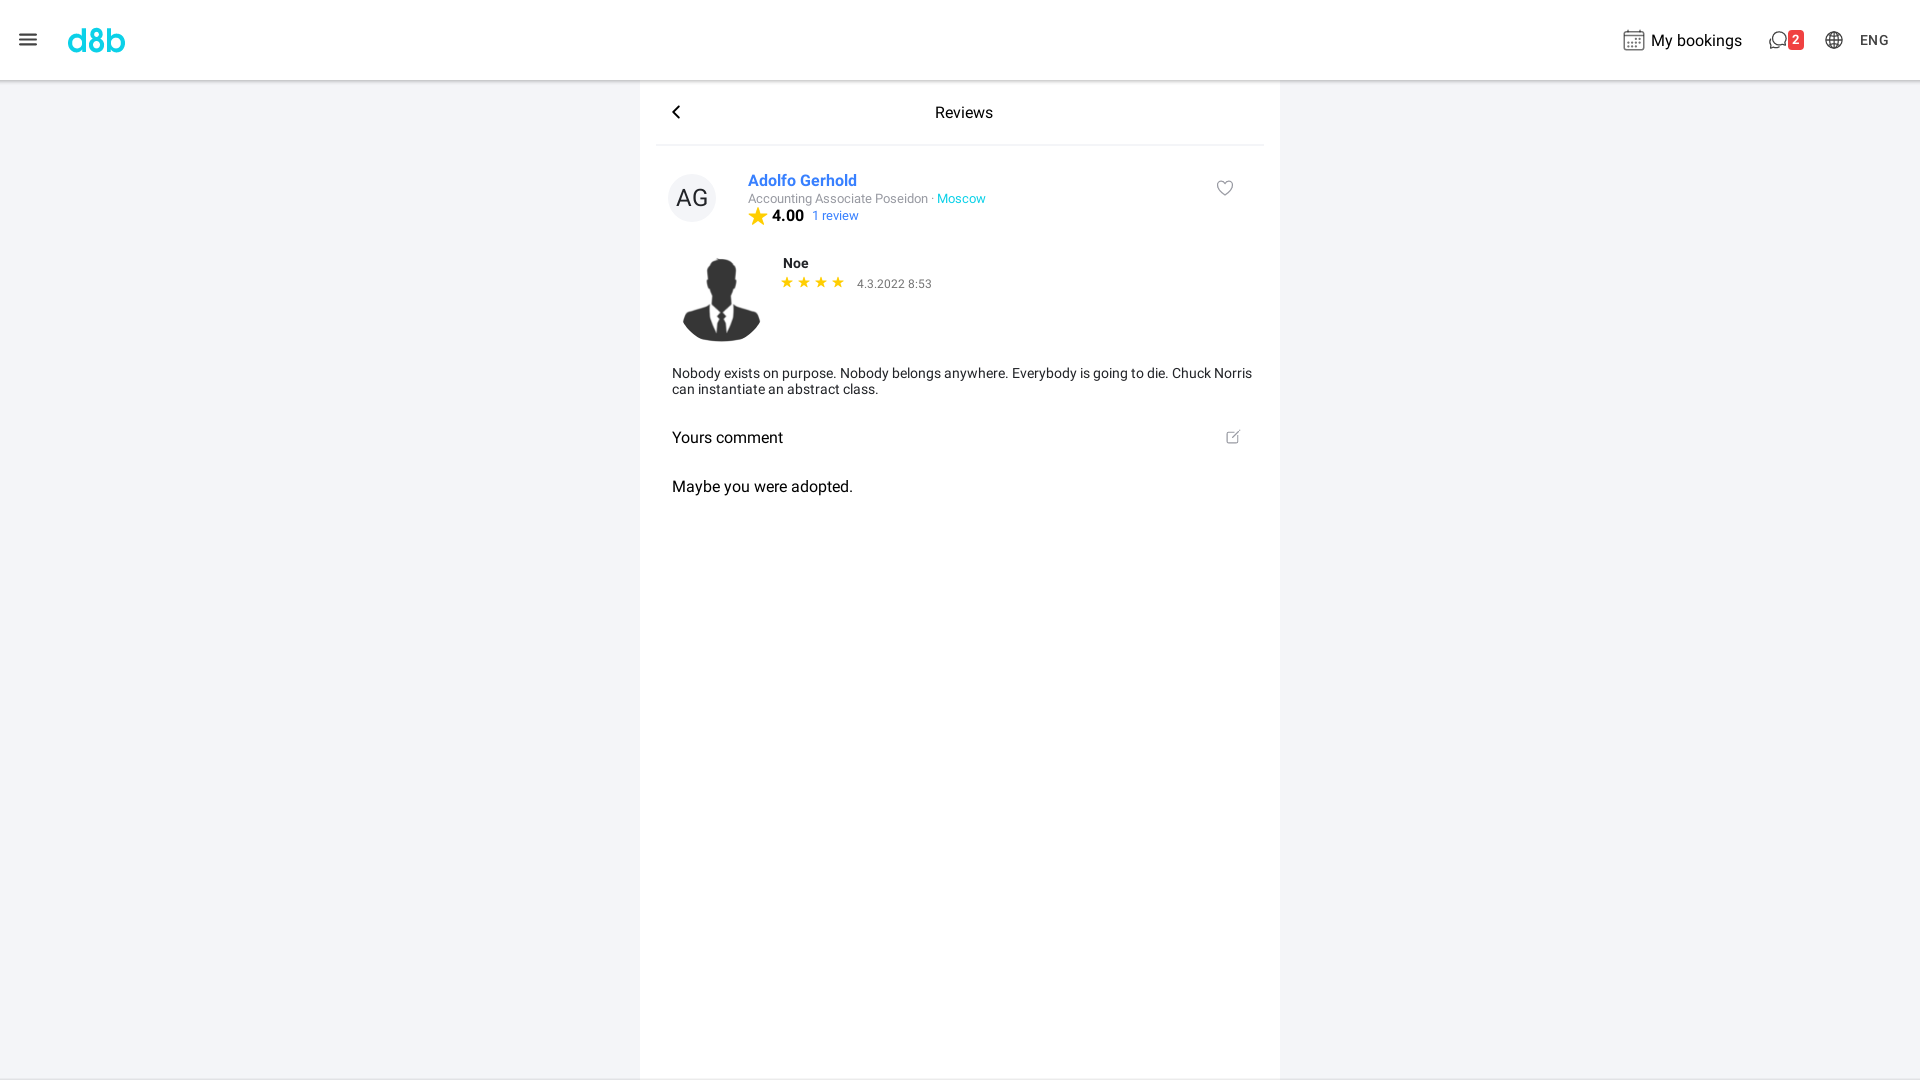 d8b
My bookings
2
ENG
Reviews
AG
Adolfo Gerhold
Accounting Associate Poseidon · Moscow
4.00 1 review
Noe
4.3.2022 8:53
Nobody exists on purpose. Nobody belongs anywhere. Everybody is going to die. Chuck Norris
can instantiate an abstract class.
Yours comment
Maybe you were adopted.